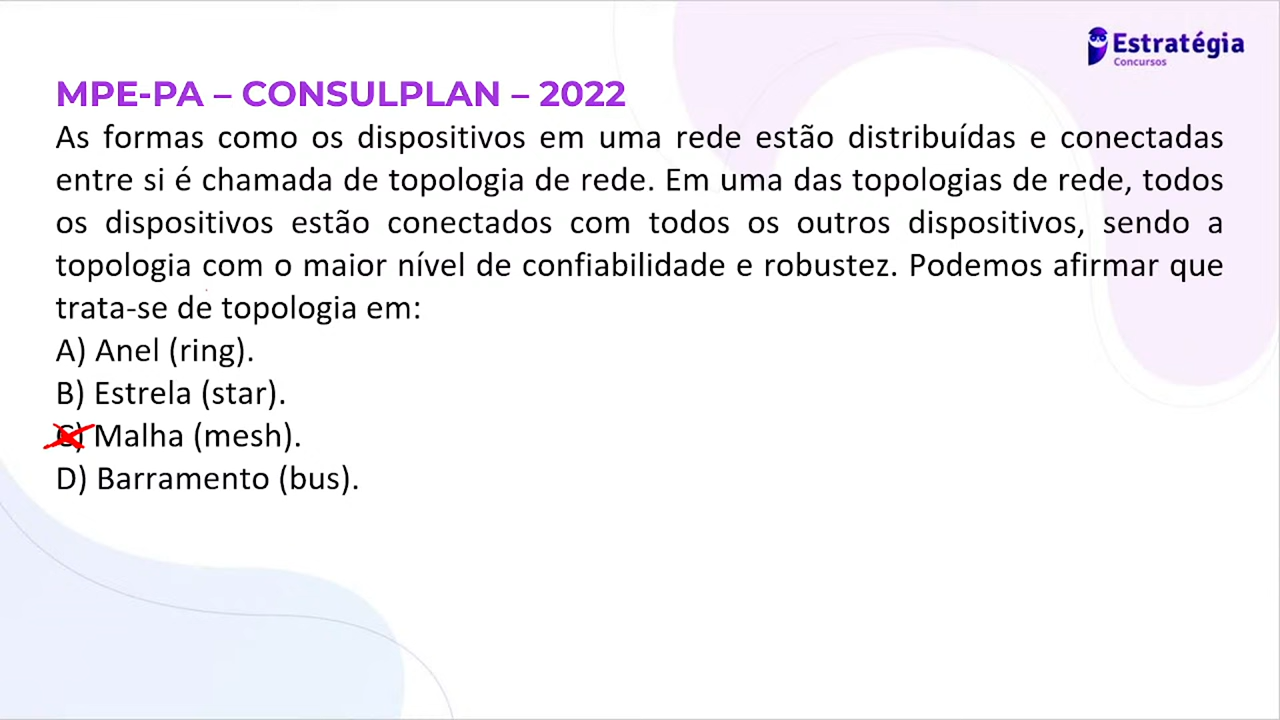 Estratégia
Concursos
MPE-PA – CONSULPLAN – 2022
As formas como os dispositivos em uma rede estão distribuídas e conectadas
entre si é chamada de topologia de rede. Em uma das topologias de rede, todos
os dispositivos estão conectados com todos os outros dispositivos, sendo a
topologia com o maior nível de confiabilidade e robustez. Podemos afirmar que
trata-se de topologia em:
A) Anel (ring).
B) Estrela (star).
C) Malha (mesh).
D) Barramento (bus).